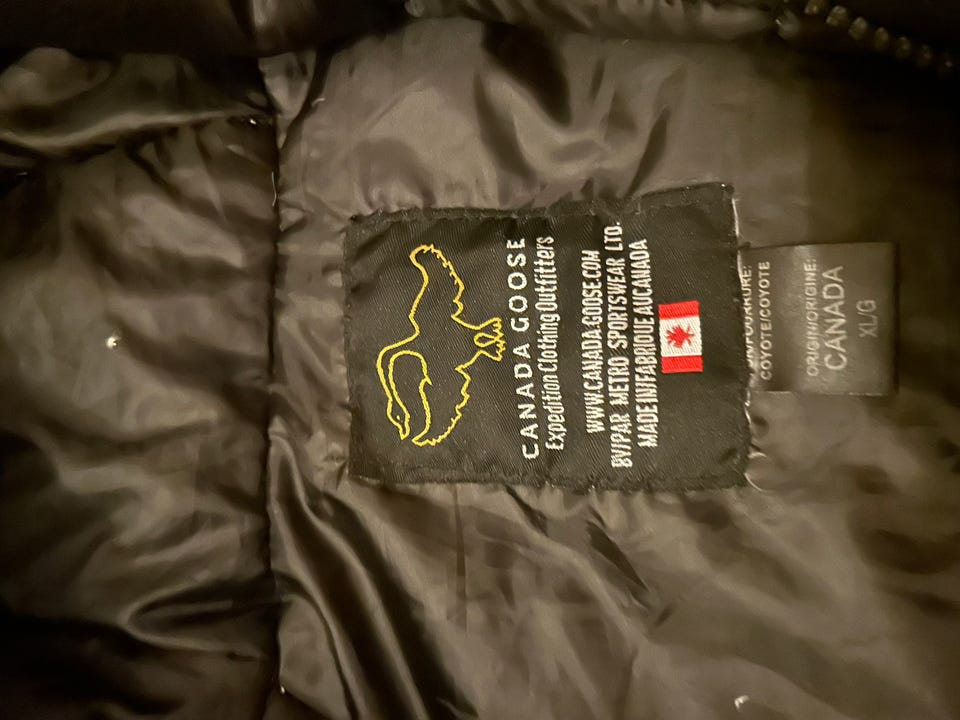 CANADA GOOSE
Expedition Clothing Outfitters
WWW.CANADA-GOOSE.COM
BY/PAR METRO SPORTSWEAR LTD.
MADE IN/FABRIQUE AU CANADA
COYOTE/COYOTE
ORIGIN/ORIGINE:
CANADA
XL/G